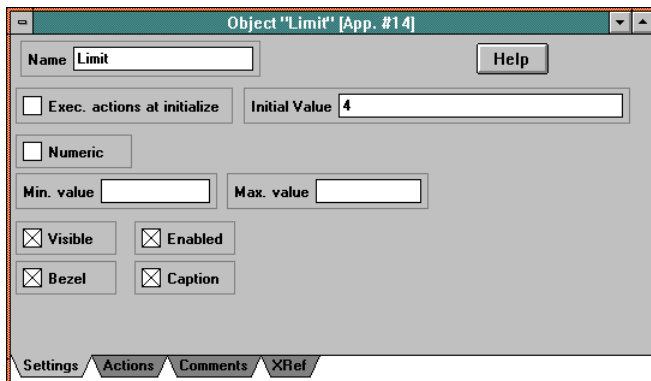 Object "Limit" [App. #14]
Name Limit Help
Exec. actions at initialize Initial Value 4
Numeric
Min. value Max. value
Visible Enabled
Bezel Caption
Settings Actions Comments XRef